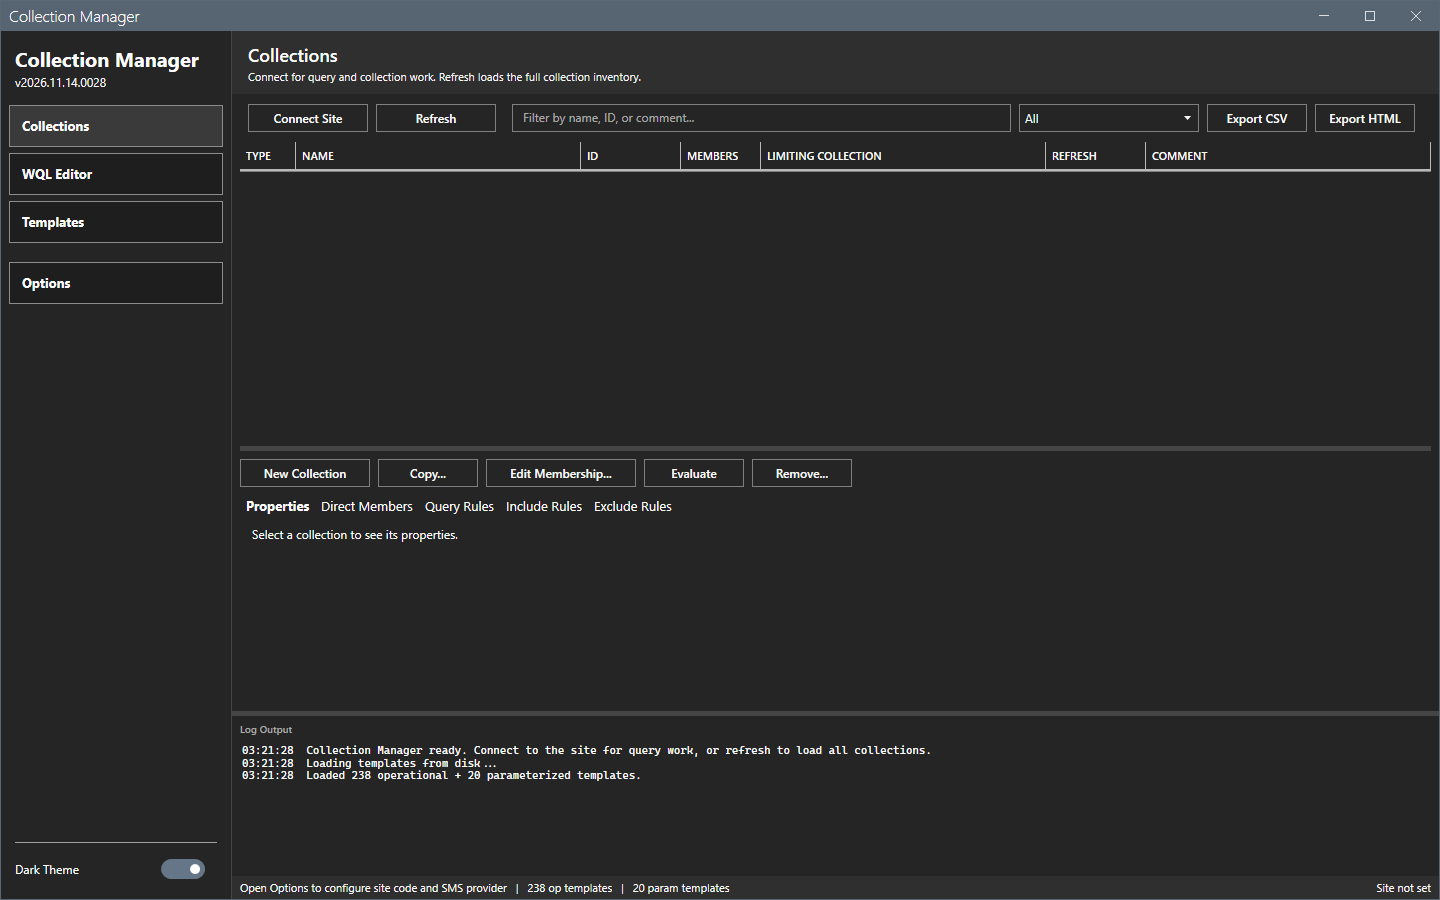 Collection Manager
Collection Manager
v2026.11.14.0028
Collections
WQL Editor
Templates
Options
Dark Theme
Collections
Connect for query and collection work. Refresh loads the full collection inventory.
Connect Site
Refresh
Filter by name, ID, or comment...
All
Export CSV
Export HTML
TYPE
NAME
ID
MEMBERS
LIMITING COLLECTION
REFRESH
COMMENT
New Collection
Copy...
Edit Membership...
Evaluate
Remove...
Properties
Direct Members
Query Rules
Include Rules
Exclude Rules
Select a collection to see its properties.
Log Output
03:21:28 Collection Manager ready. Connect to the site for query work, or refresh to load all collections.
03:21:28 Loading templates from disk...
03:21:28 Loaded 238 operational + 20 parameterized templates.
Open Options to configure site code and SMS provider | 238 op templates | 20 param templates
Site not set